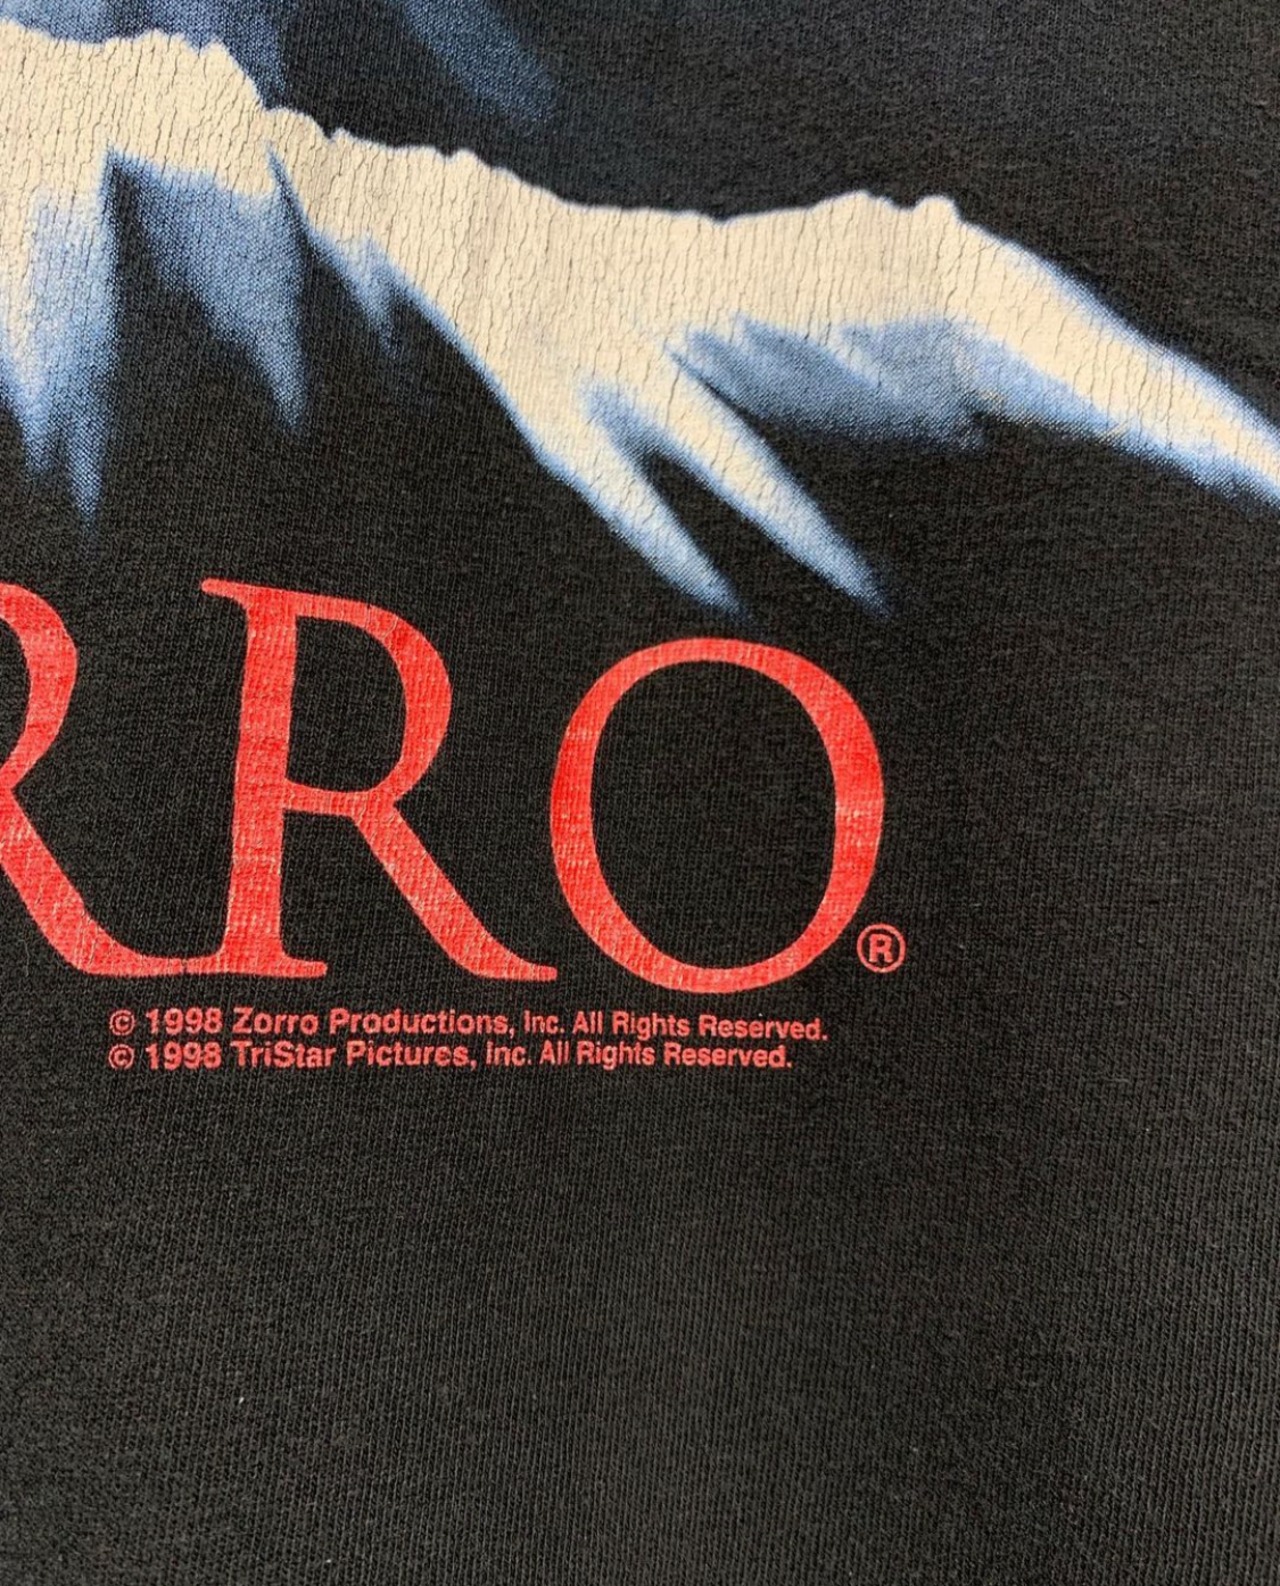 RRO®
© 1998 Zorro Productions, Inc. All Rights Reserved.
© 1998 TriStar Pictures, Inc. All Rights Reserved.